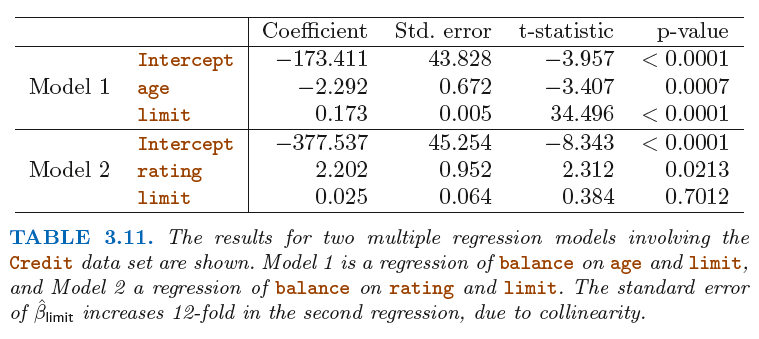 Coefficient Std. error t-statistic p-value
Intercept −173.411 43.828 −3.957 < 0.0001
Model 1 age −2.292 0.672 −3.407 0.0007
limit 0.173 0.005 34.496 < 0.0001
Intercept −377.537 45.254 −8.343 < 0.0001
Model 2 rating 2.202 0.952 2.312 0.0213
limit 0.025 0.064 0.384 0.7012
TABLE 3.11. The results for two multiple regression models involving the
Credit data set are shown. Model 1 is a regression of balance on age and limit,
and Model 2 a regression of balance on rating and limit. The standard error
of β̂limit increases 12-fold in the second regression, due to collinearity.